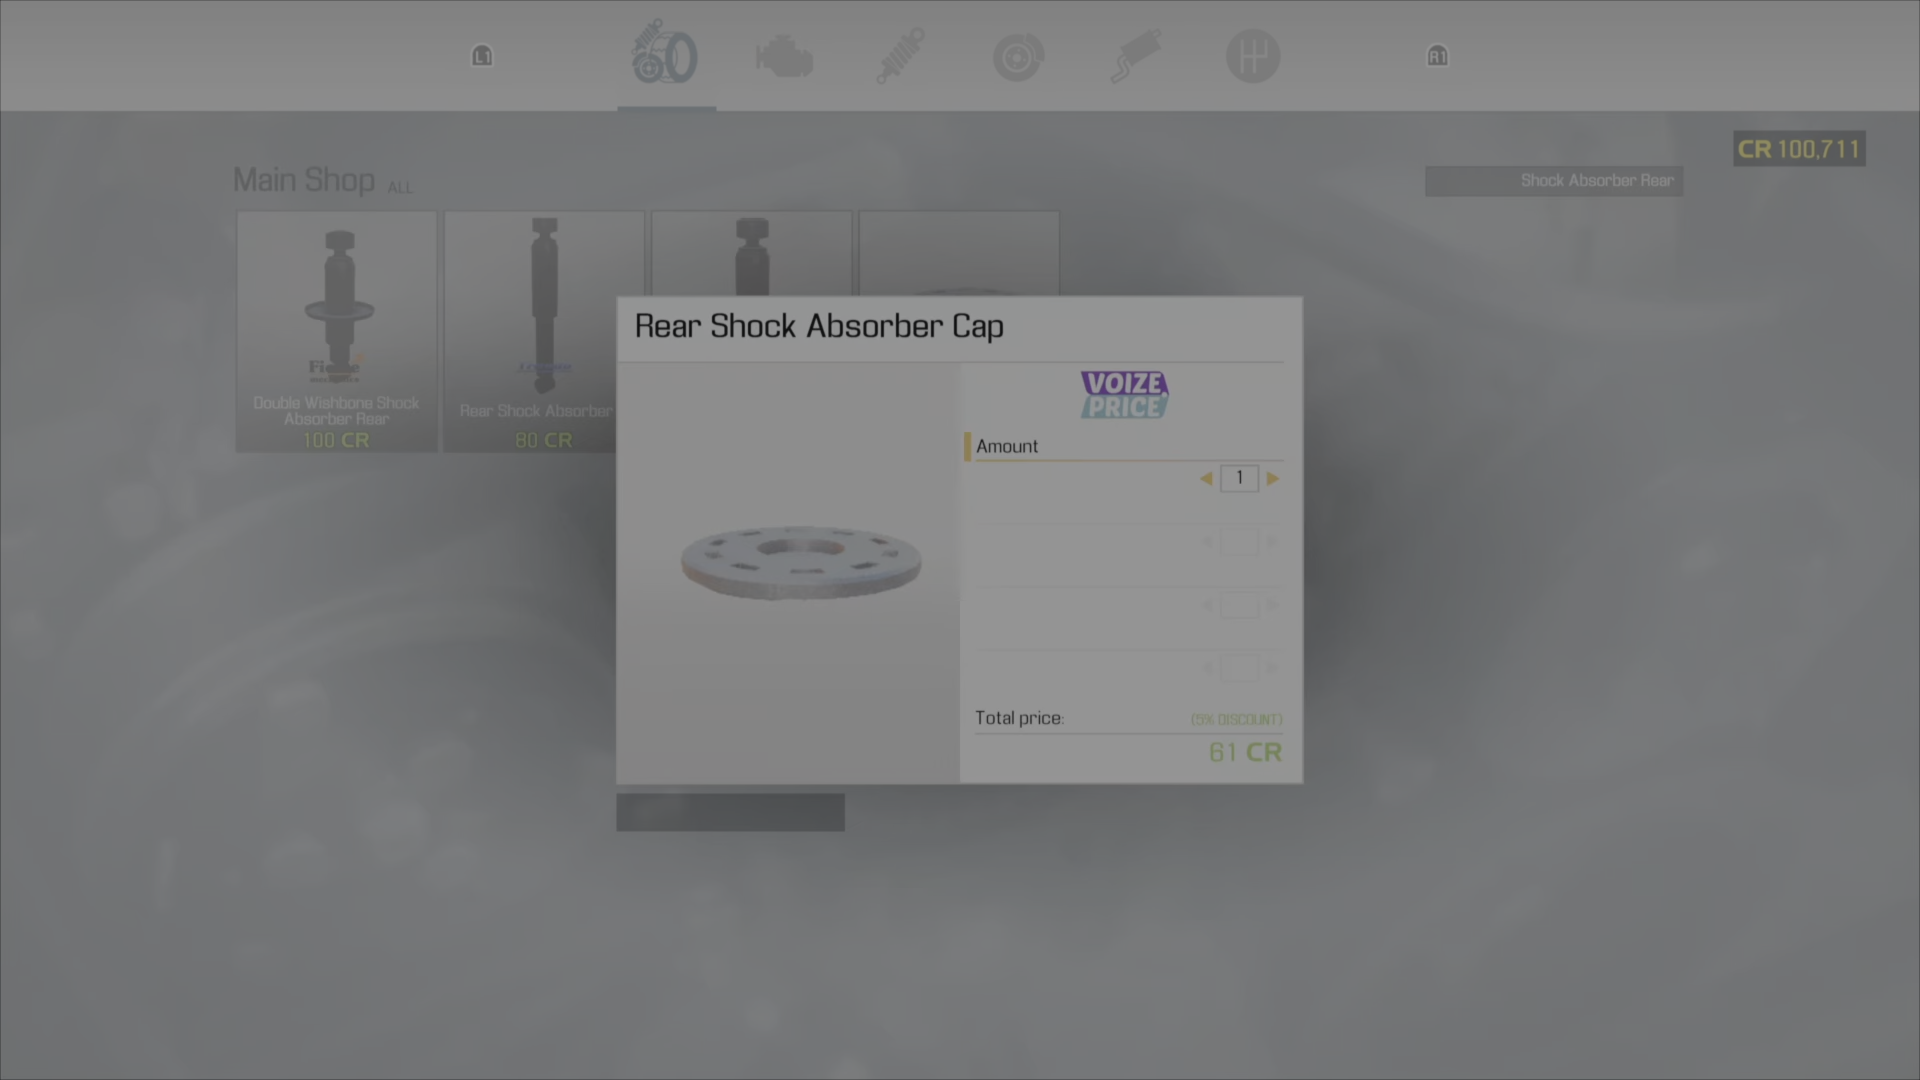 L1
R1
CR 100,711
Main Shop ALL
Shock Absorber Rear
Double Wishbone Shock
Absorber Rear
100 CR
Rear Shock Absorber
80 CR
Rear Shock Absorber Cap
VOIZE
PRICE
Amount
1
Total price:
(5% DISCOUNT)
61 CR